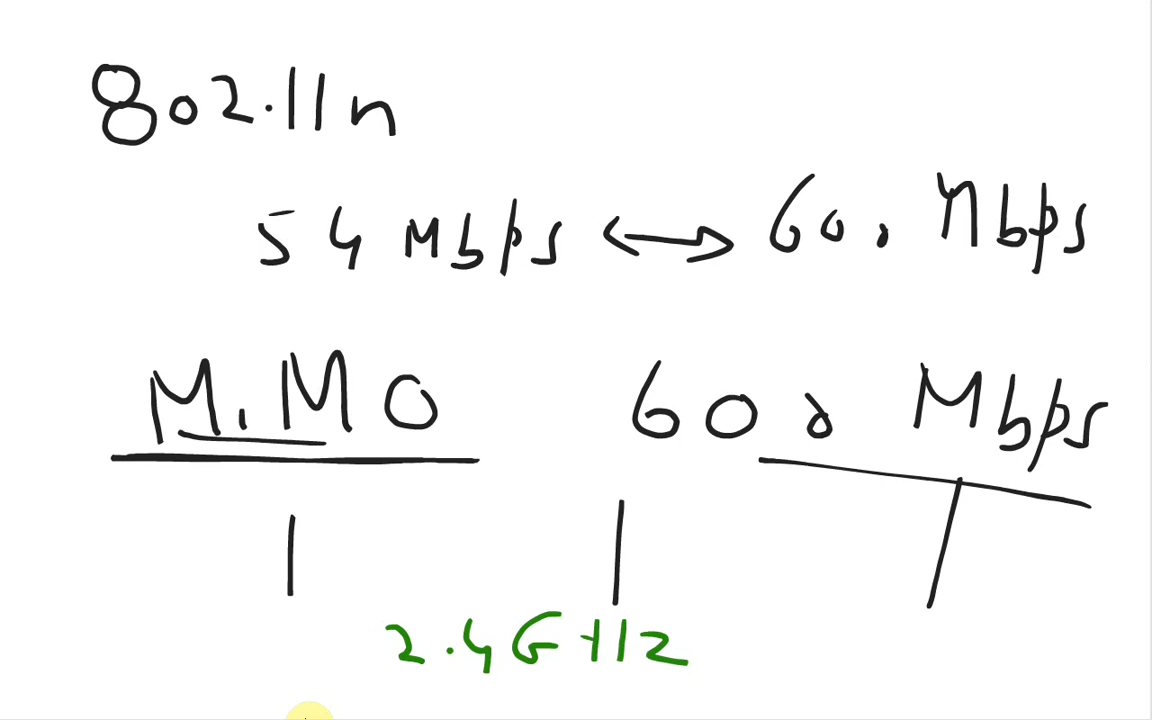 802.11n
54 Mbps ↔ 600 Mbps
MIMO 600 Mbps
2.4GHz